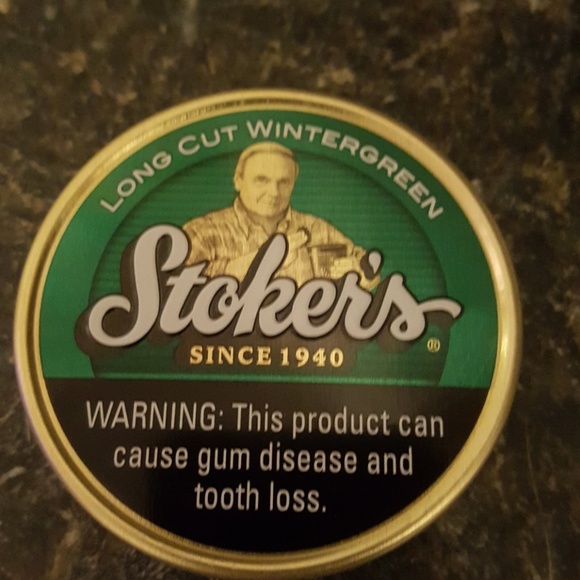 LONG CUT WINTERGREEN
Stoker's®
SINCE 1940
WARNING: This product can
cause gum disease and
tooth loss.